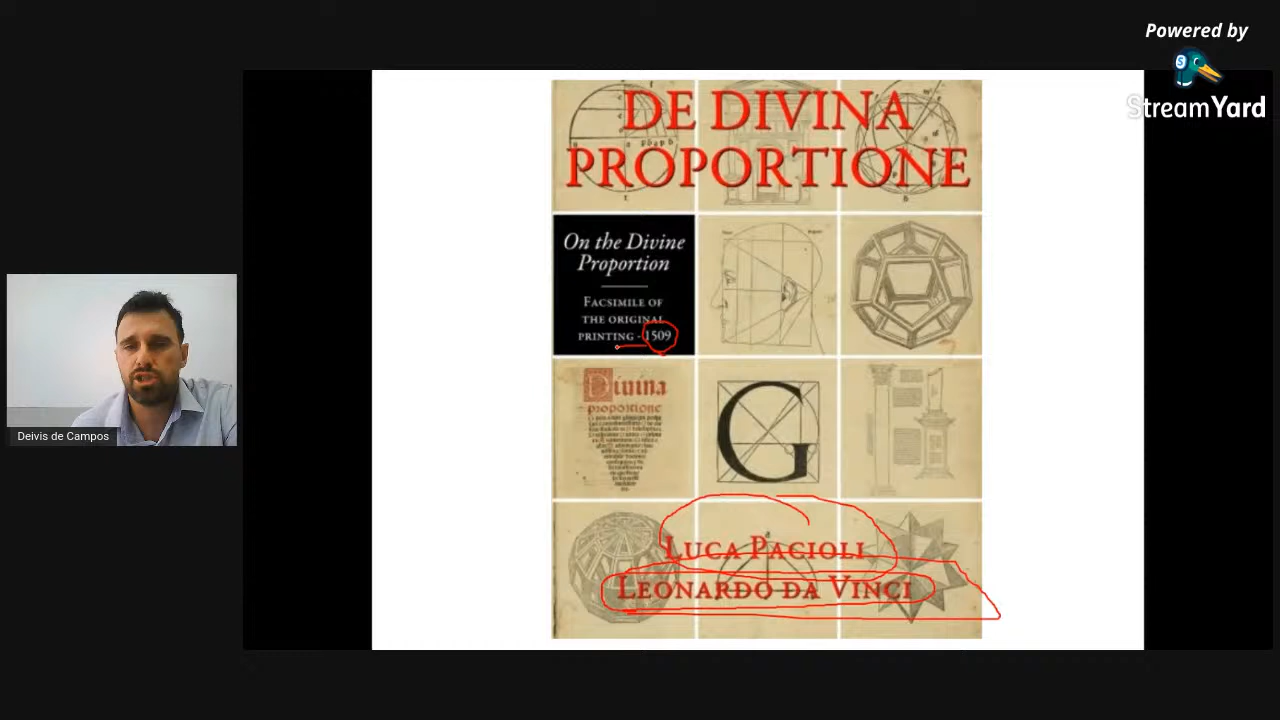 Powered by
StreamYard
DE DIVINA
PROPORTIONE
On the Divine
Proportion
FACSIMILE OF
THE ORIGINAL
PRINTING - 1509
Divina
proportione
G
LUCA PACIOLI
LEONARDO DA VINCI
Deivis de Campos